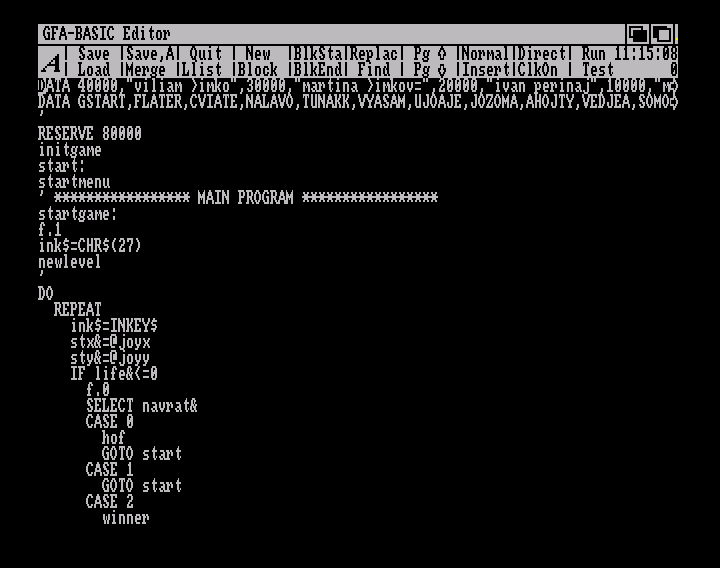 GFA-BASIC Editor
A| Save |Save,A| Quit | New |BlkSta|Replac| Pg ⇧ |Normal|Direct| Run 11:15:08
| Load |Merge |Llist |Block |BlkEnd| Find | Pg ⇩ |Insert|ClkOn | Test 0
DATA 40000,"viliam >imko",30000,"martina >imkov=",20000,"ivan perinaj",10000,"m
DATA GSTART,FLATER,CVIATE,NALAVO,TUNAKK,VYASAM,UJOAJE,JOZOMA,AHOJTY,VEDJEA,SOMO
'
RESERVE 80000
initgame
start:
startmenu
' ***************** MAIN PROGRAM *****************
startgame:
f.1
ink$=CHR$(27)
newlevel
'
DO
REPEAT
ink$=INKEY$
stx&=@joyx
sty&=@joyy
IF life&<=0
f.0
SELECT navrat&
CASE 0
hof
GOTO start
CASE 1
GOTO start
CASE 2
winner